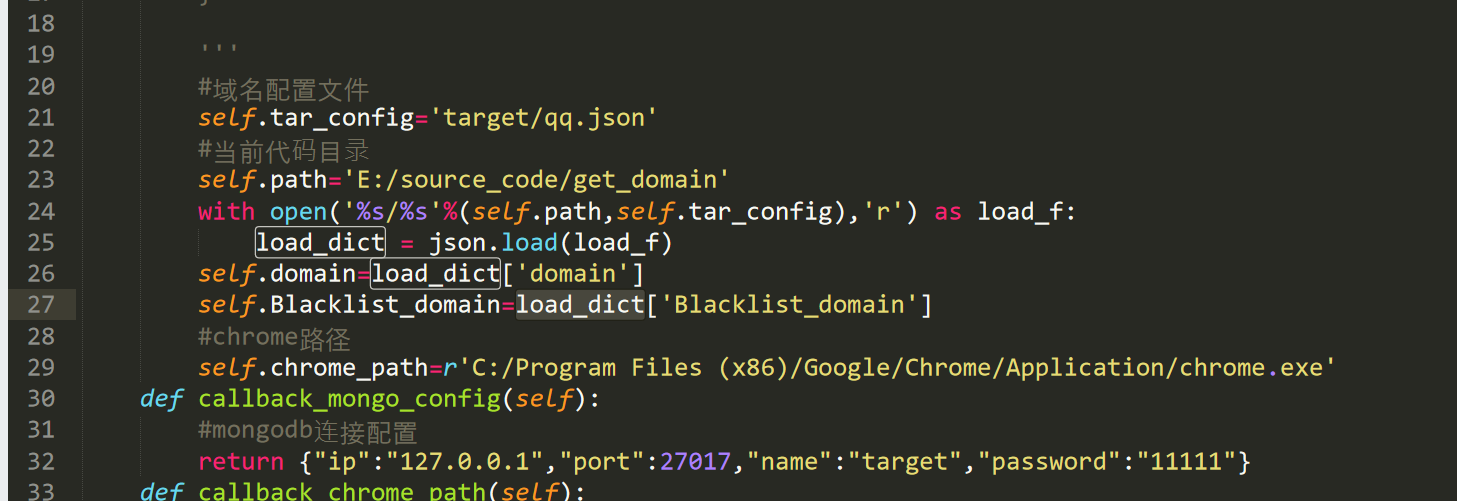 18
19 '''
20 #域名配置文件
21 self.tar_config='target/qq.json'
22 #当前代码目录
23 self.path='E:/source_code/get_domain'
24 with open('%s/%s'%(self.path,self.tar_config),'r') as load_f:
25 load_dict = json.load(load_f)
26 self.domain=load_dict['domain']
27 self.Blacklist_domain=load_dict['Blacklist_domain']
28 #chrome路径
29 self.chrome_path=r'C:/Program Files (x86)/Google/Chrome/Application/chrome.exe'
30 def callback_mongo_config(self):
31 #mongodb连接配置
32 return {"ip":"127.0.0.1","port":27017,"name":"target","password":"11111"}
33 def callback_chrome_path(self):